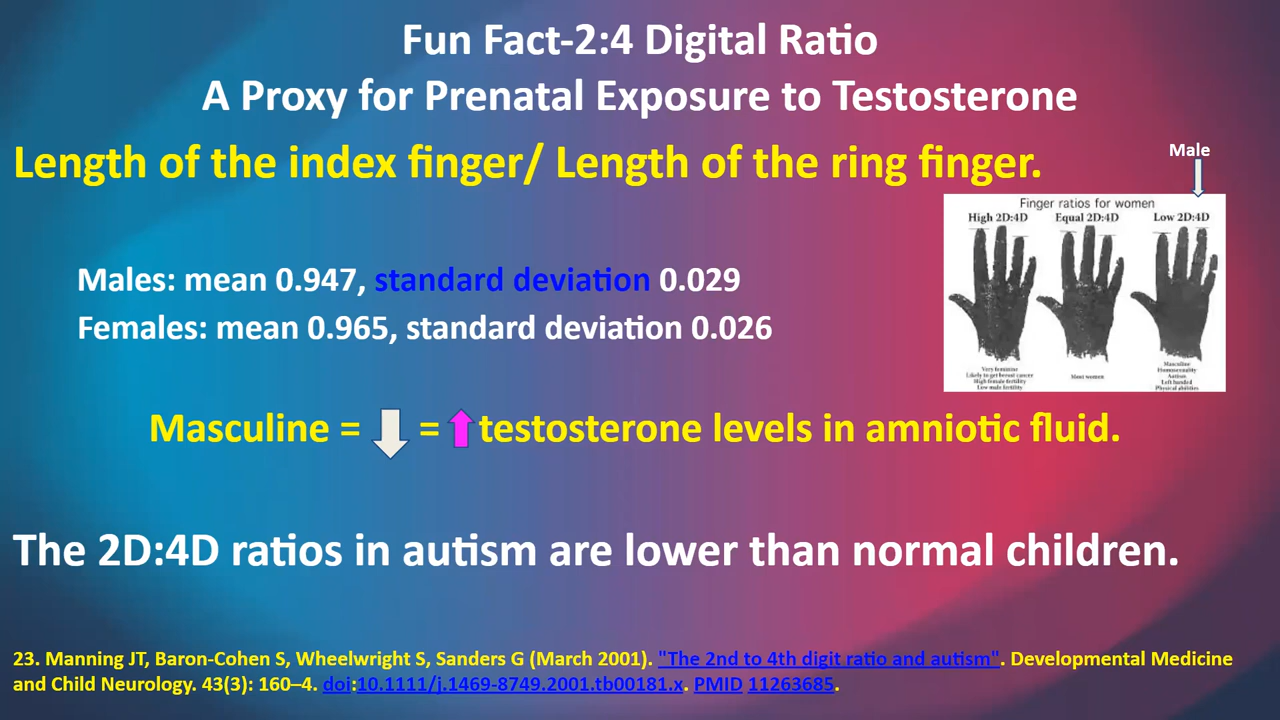 Fun Fact-2:4 Digital Ratio
A Proxy for Prenatal Exposure to Testosterone
Length of the index finger/ Length of the ring finger.
Male
Finger ratios for women
High 2D:4D Equal 2D:4D Low 2D:4D
Males: mean 0.947, standard deviation 0.029
Females: mean 0.965, standard deviation 0.026
Very feminine
Likely to get breast cancer
High female fertility
Low male fertility
Most women
Masculine
Homosexuality
Autism
Left handed
Physical abilities
Masculine = = testosterone levels in amniotic fluid.
The 2D:4D ratios in autism are lower than normal children.
23. Manning JT, Baron-Cohen S, Wheelwright S, Sanders G (March 2001). "The 2nd to 4th digit ratio and autism". Developmental Medicine
and Child Neurology. 43(3): 160–4. doi:10.1111/j.1469-8749.2001.tb00181.x. PMID 11263685.